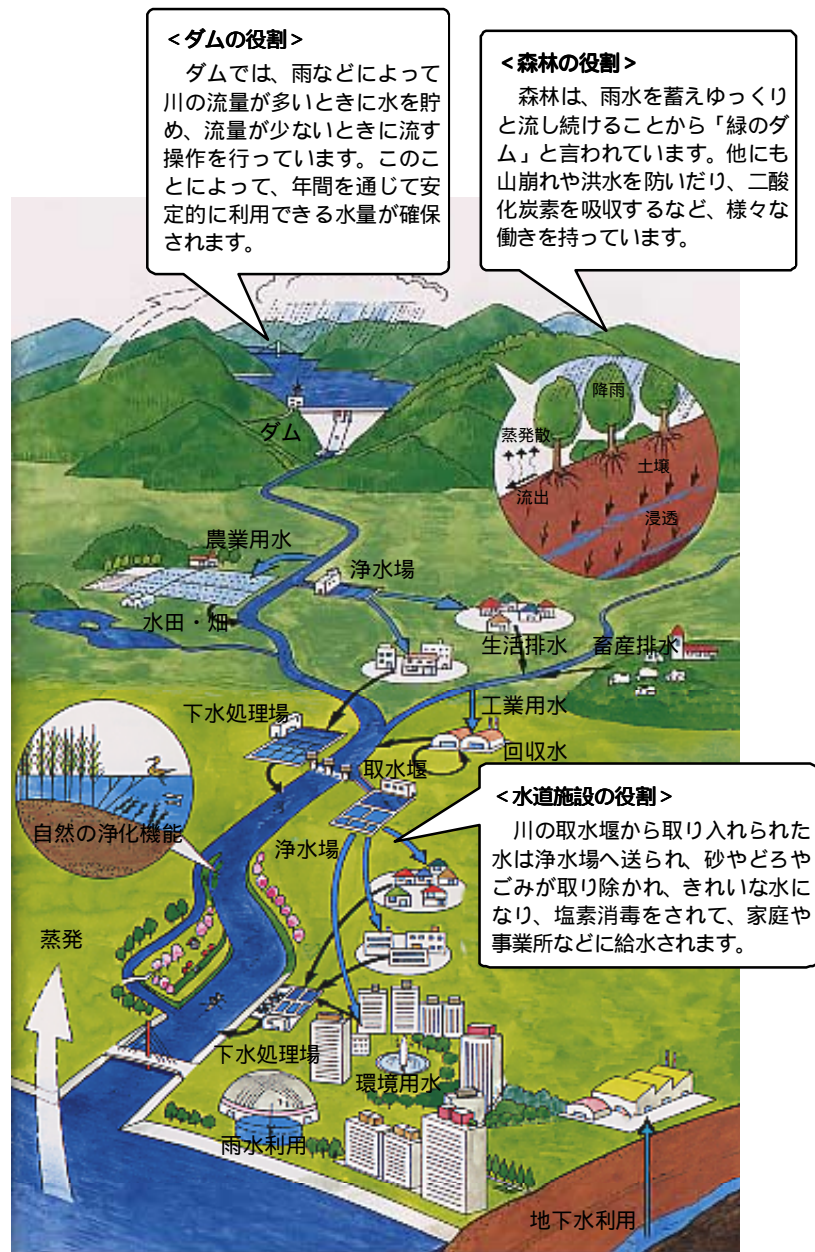 <ダムの役割>
　ダムでは、雨などによって
川の流量が多いときに水を貯
め、流量が少ないときに流す
操作を行っています。このこ
とによって、年間を通じて安
定的に利用できる水量が確保
されます。
<森林の役割>
　森林は、雨水を蓄えゆっくり
と流し続けることから「緑のダ
ム」と言われています。他にも
山崩れや洪水を防いだり、二酸
化炭素を吸収するなど、様々な
働きを持っています。
降雨
蒸発散
土壌
流出
浸透
ダム
農業用水
浄水場
水田・畑
生活排水
畜産排水
下水処理場
工業用水
回収水
取水堰
自然の浄化機能
浄水場
<水道施設の役割>
　川の取水堰から取り入れられた
水は浄水場へ送られ、砂やどろや
ごみが取り除かれ、きれいな水に
なり、塩素消毒をされて、家庭や
事業所などに給水されます。
蒸発
下水処理場
環境用水
雨水利用
地下水利用